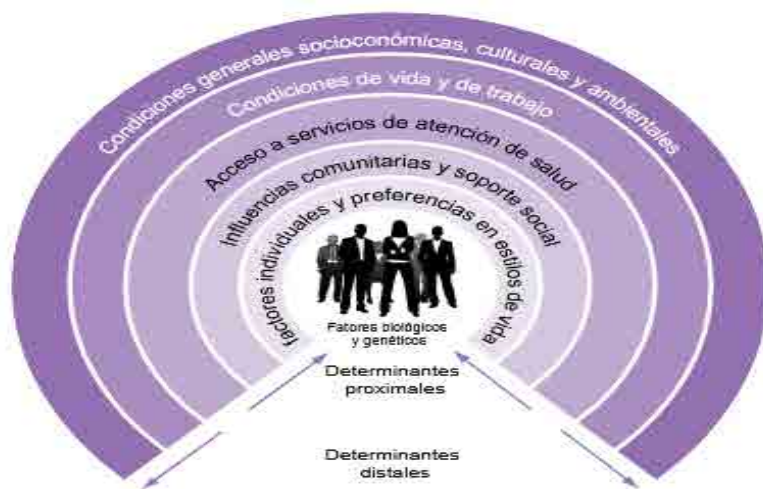 Condiciones generales socioconómicas, culturales y ambientales
Condiciones de vida y de trabajo
Acceso a servicios de atención de salud
Influencias comunitarias y soporte social
factores individuales y preferencias en estilos de vida
Fatores biológicos
y genéticos
Determinantes
proximales
Determinantes
distales